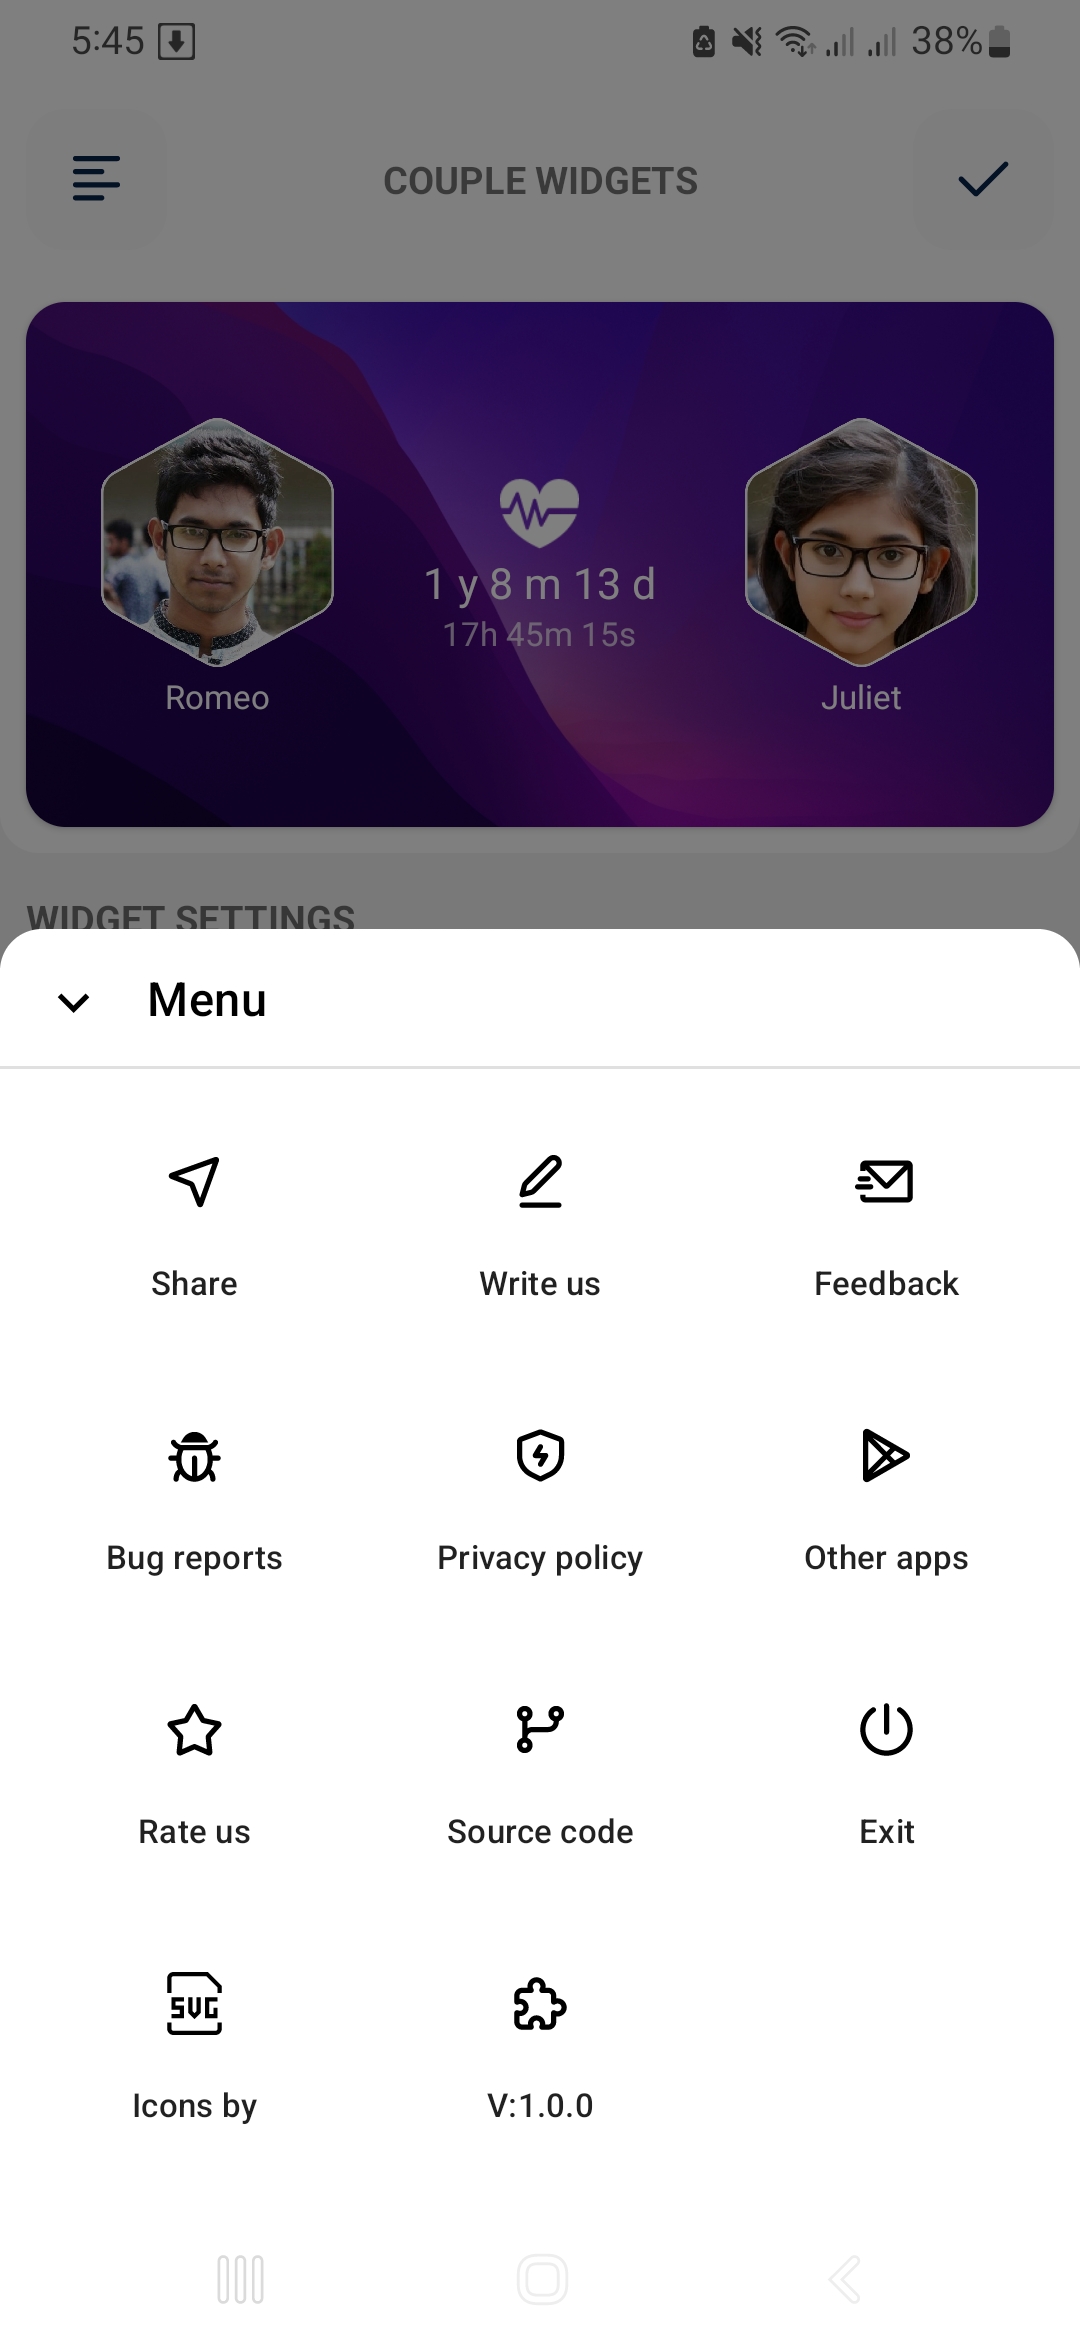 5:45
38%
COUPLE WIDGETS
1 y 8 m 13 d
17h 45m 15s
Romeo
Juliet
WIDGET SETTINGS
Menu
Share
Write us
Feedback
Bug reports
Privacy policy
Other apps
Rate us
Source code
Exit
SVG
Icons by
V:1.0.0